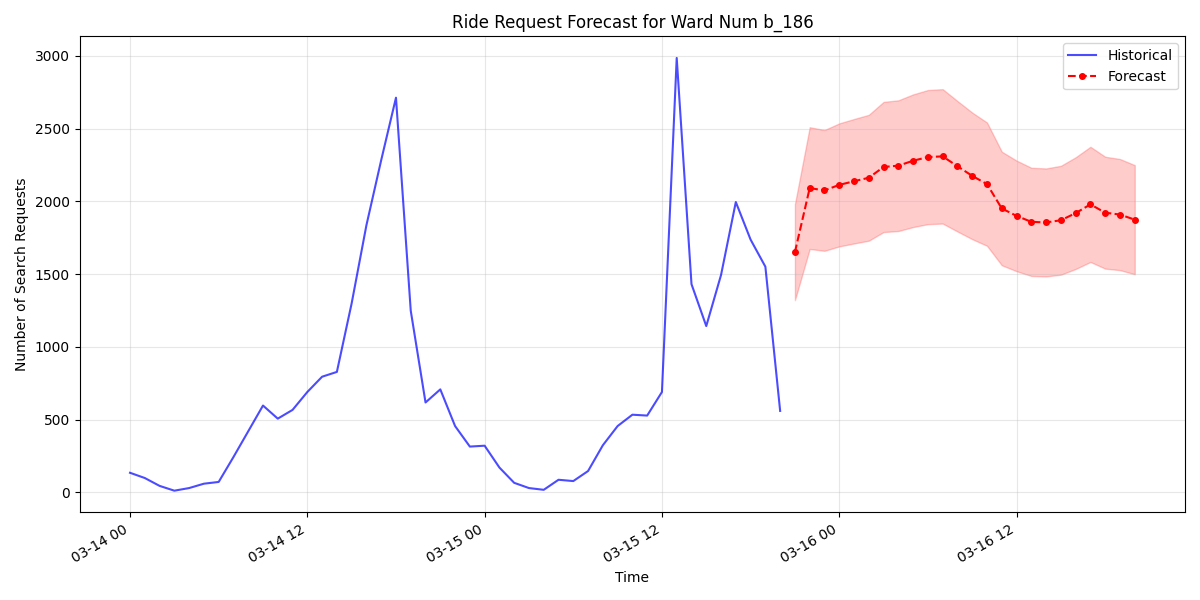 Ride Request Forecast for Ward Num b_186
Historical
Forecast
Number of Search Requests
3000
2500
2000
1500
1000
500
0
03-14 00
03-14 12
03-15 00
03-15 12
03-16 00
03-16 12
Time